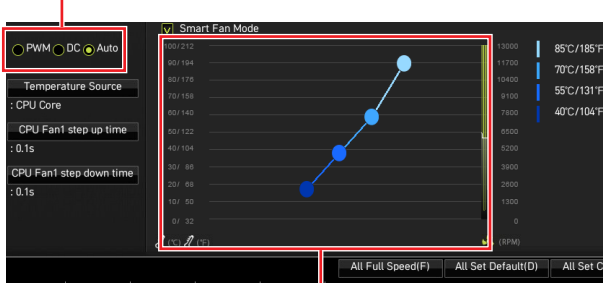 Smart Fan Mode
PWM DC Auto
Temperature Source
: CPU Core
CPU Fan1 step up time
: 0.1s
CPU Fan1 step down time
: 0.1s
100/212
90/194
80/176
70/158
60/140
50/122
40/104
30/ 86
20/ 68
10/ 50
0/ 32
(°C) (°F)
13000
11700
10400
9100
7800
6500
5200
3900
2600
1300
0
(RPM)
85°C/185°F
70°C/158°F
55°C/131°F
40°C/104°F
All Full Speed(F) All Set Default(D) All Set C